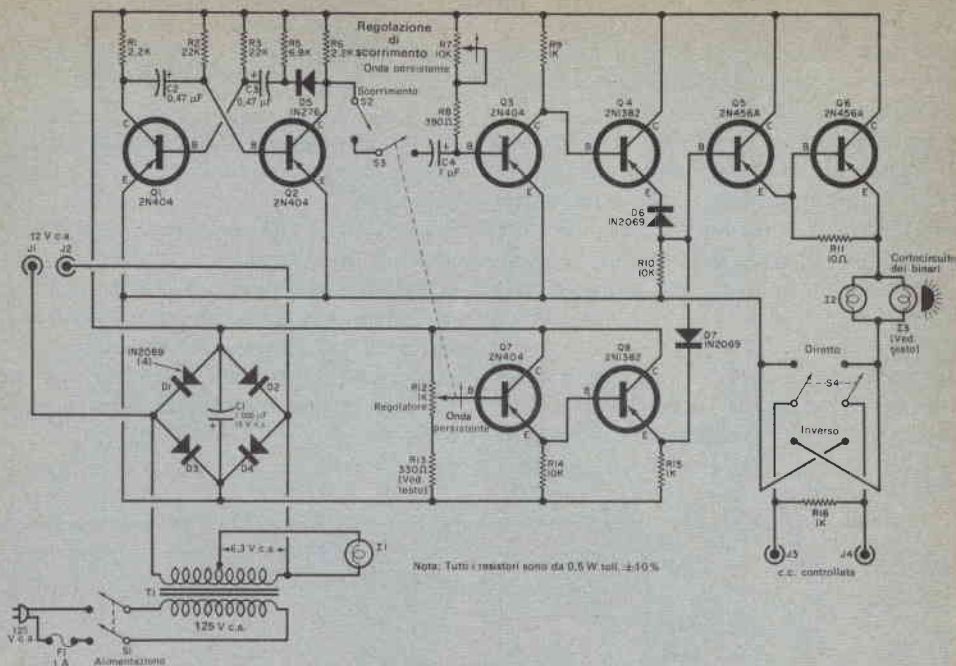 Regolazione
di
scorrimento
R1
2.2K
R2
22K
R3
22K
R5
6.8K
R6
2.2K
R7
10K
Onda persistente
R9
1K
C2
0,47 µF
C3
0,47 µF
D5
IN276
Scorrimento
S2
S3
R8
390Ω
C4
1 µF
Q3
2N404
Q4
2N1382
Q5
2N456A
Q6
2N456A
C
B
E
Q1
2N404
C
B
E
Q2
2N404
C
B
E
C
B
E
C
B
E
C
B
E
D6
IN2069
R10
10K
R11
10Ω
Cortocircuito
dei binari
I2
I3
(Ved.
testo)
12 V c.a.
J1
J2
IN2069
(4)
D1
D2
D3
D4
C1
1 000 µF
15 V c.c.
R12
1K
Regolatore
Onda
persistente
R13
330Ω
(Ved.
testo)
Q7
2N404
C
B
E
Q8
2N1382
C
B
E
D7
IN2069
R14
10K
R15
1K
Diretto
S4
Inverso
R16
1K
J3
J4
c.c. controllata
6,3 V c.a.
I1
T1
125 V c.a.
125
V c.a.
F1
1 A
S1
Alimentazione
Nota: Tutti i resistori sono da 0,5 W toll. ±10%